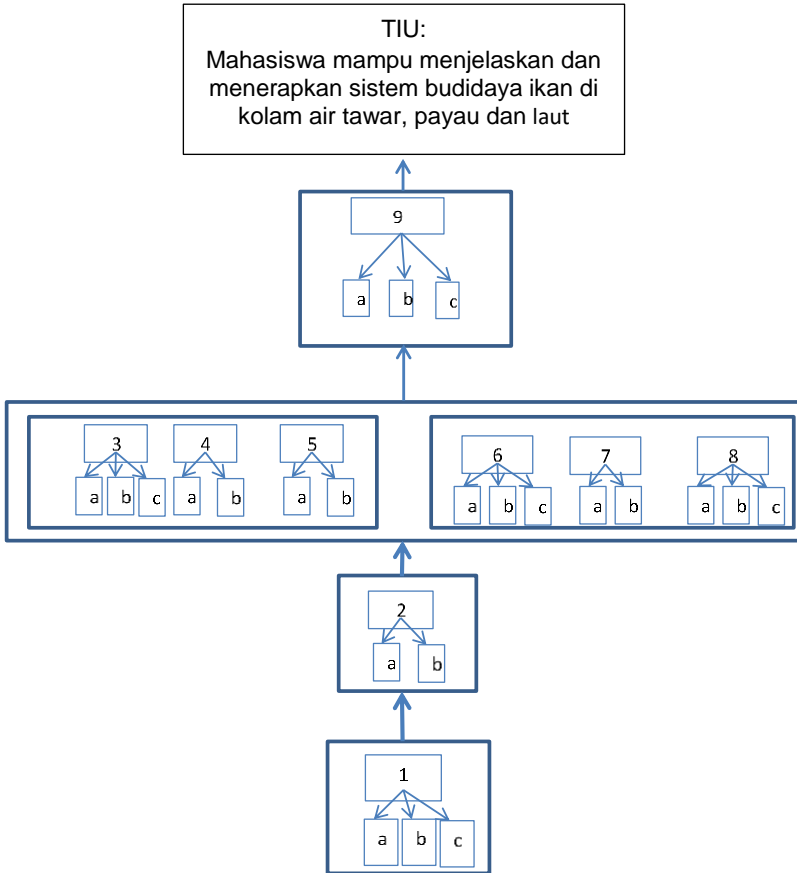 TIU:
Mahasiswa mampu menjelaskan dan
menerapkan sistem budidaya ikan di
kolam air tawar, payau dan laut
9
a b c
3 4 5
a b c a b a b
6 7 8
a b c a b a b c
2
a b
1
a b c